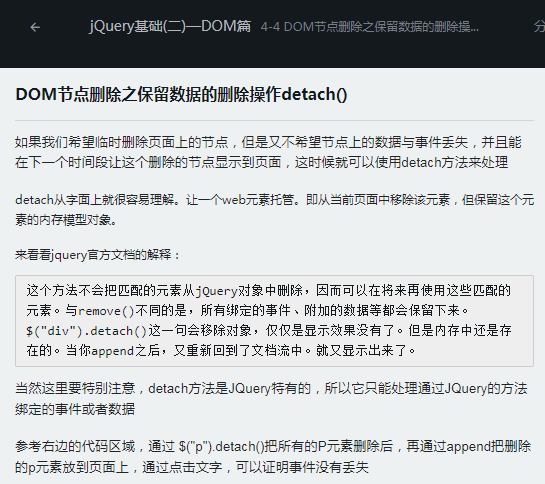 ← jQuery基础(二)—DOM篇 4-4 DOM节点删除之保留数据的删除操...
DOM节点删除之保留数据的删除操作detach()
如果我们希望临时删除页面上的节点，但是又不希望节点上的数据与事件丢失，并且能
在下一个时间段让这个删除的节点显示到页面，这时候就可以使用detach方法来处理
detach从字面上就很容易理解。让一个web元素托管。即从当前页面中移除该元素，但保留这个元
素的内存模型对象。
来看看jquery官方文档的解释：
这个方法不会把匹配的元素从jQuery对象中删除，因而可以在将来再使用这些匹配的
元素。与remove()不同的是，所有绑定的事件、附加的数据等都会保留下来。
$("div").detach()这一句会移除对象，仅仅是显示效果没有了。但是内存中还是存
在的。当你append之后，又重新回到了文档流中。就又显示出来了。
当然这里要特别注意，detach方法是JQuery特有的，所以它只能处理通过JQuery的方法
绑定的事件或者数据
参考右边的代码区域，通过 $("p").detach()把所有的P元素删除后，再通过append把删除
的p元素放到页面上，通过点击文字，可以证明事件没有丢失